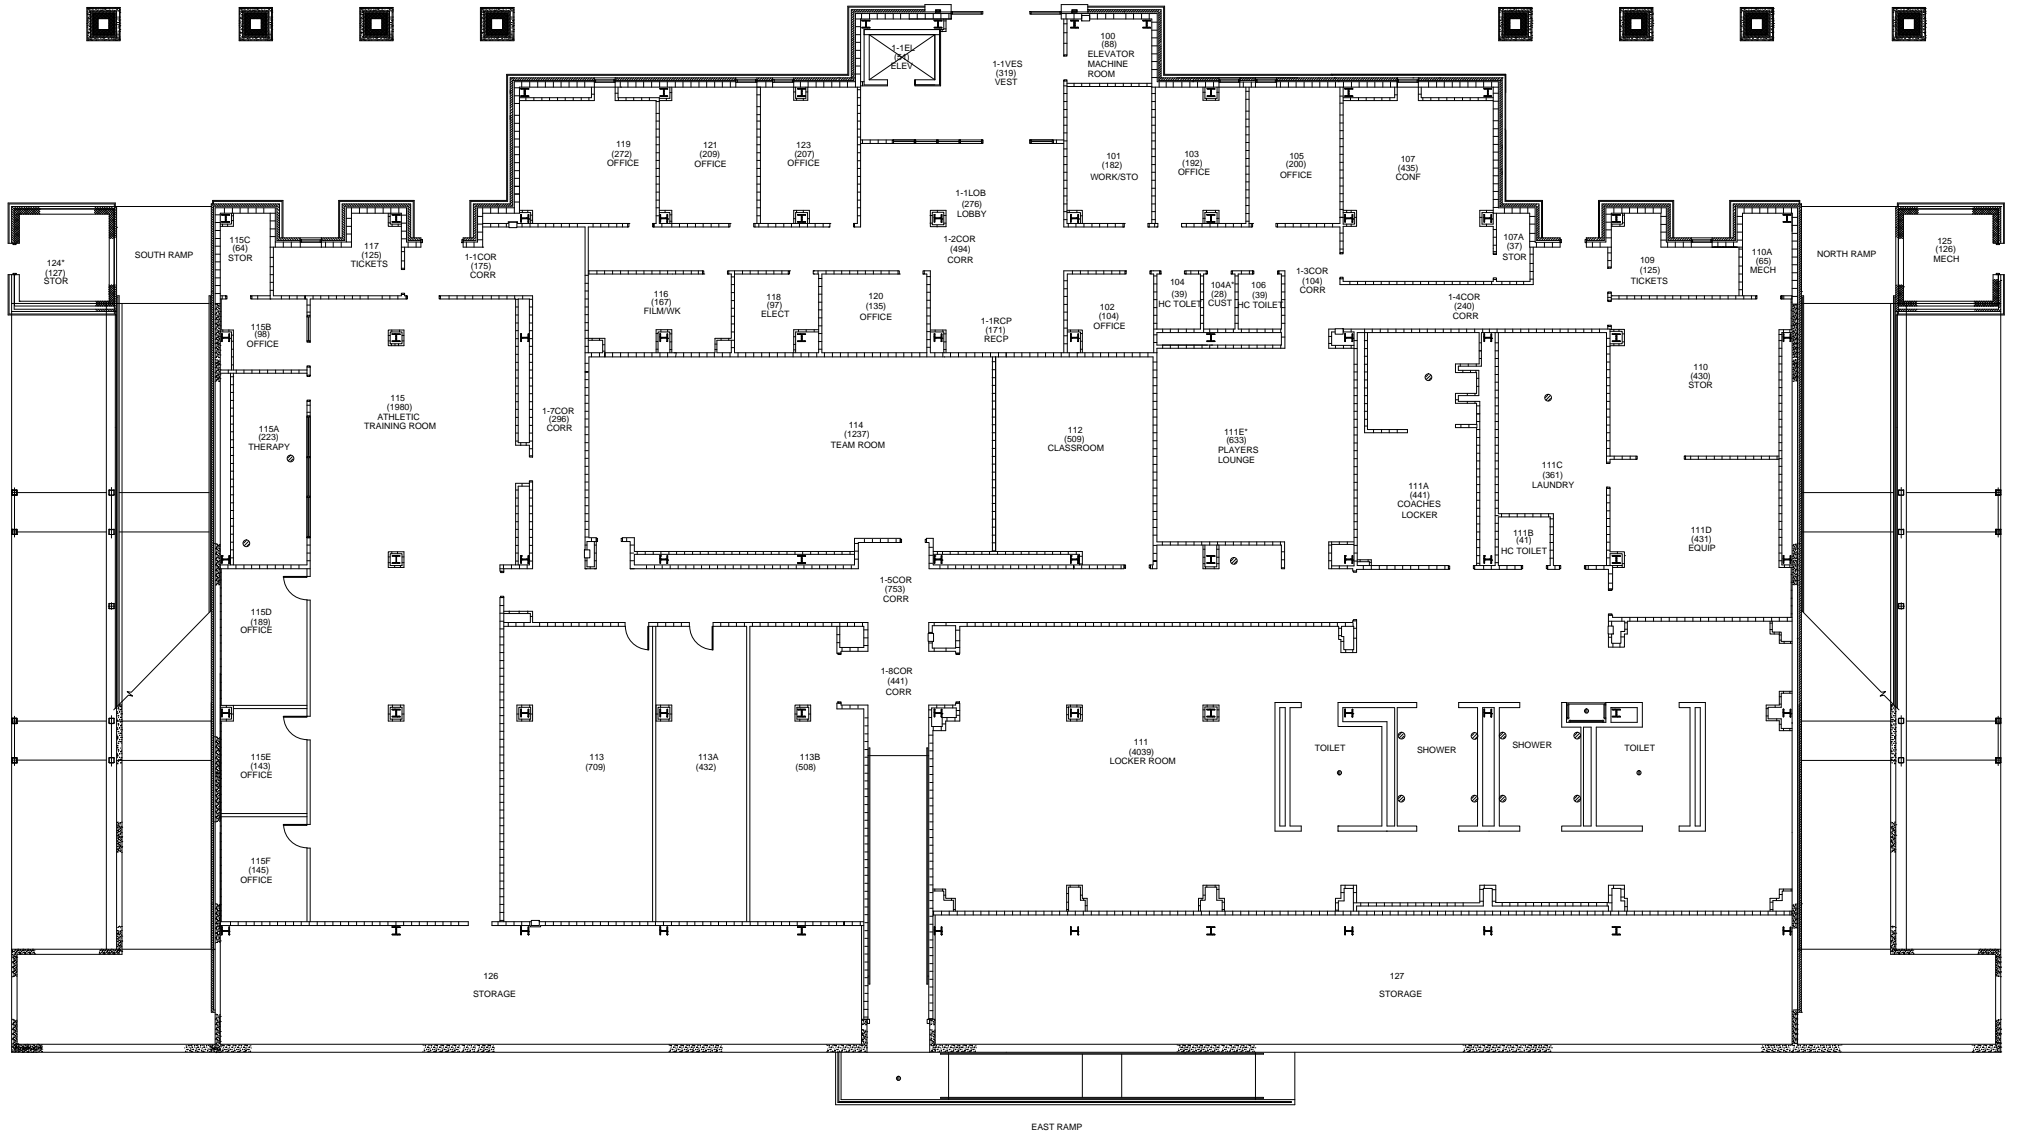 1-1EL
(51)
ELEV
1-1VES
(319)
VEST
100
(88)
ELEVATOR
MACHINE
ROOM
119
(272)
OFFICE
121
(209)
OFFICE
123
(207)
OFFICE
101
(182)
WORK/STO
103
(192)
OFFICE
105
(200)
OFFICE
107
(435)
CONF
1-1LOB
(276)
LOBBY
124*
(127)
STOR
SOUTH RAMP
115C
(64)
STOR
117
(125)
TICKETS
1-1COR
(175)
CORR
1-2COR
(494)
CORR
107A
(37)
STOR
109
(125)
TICKETS
110A
(65)
MECH
NORTH RAMP
125
(126)
MECH
116
(167)
FILM/WK
118
(97)
ELECT
120
(135)
OFFICE
1-1RCP
(171)
RECP
102
(104)
OFFICE
104
(39)
HC TOLET
104A*
(28)
CUST
106
(39)
HC TOILET
1-3COR
(104)
CORR
1-4COR
(240)
CORR
115B
(98)
OFFICE
115
(1980)
ATHLETIC
TRAINING ROOM
115A
(223)
THERAPY
1-7COR
(296)
CORR
114
(1237)
TEAM ROOM
112
(509)
CLASSROOM
111E*
(633)
PLAYERS
LOUNGE
111A
(441)
COACHES
LOCKER
111C
(361)
LAUNDRY
110
(430)
STOR
111B
(41)
HC TOILET
111D
(431)
EQUIP
1-5COR
(753)
CORR
115D
(189)
OFFICE
1-8COR
(441)
CORR
115E
(143)
OFFICE
113
(709)
113A
(432)
113B
(508)
111
(4039)
LOCKER ROOM
TOILET
SHOWER
SHOWER
TOILET
115F
(145)
OFFICE
126
STORAGE
127
STORAGE
EAST RAMP